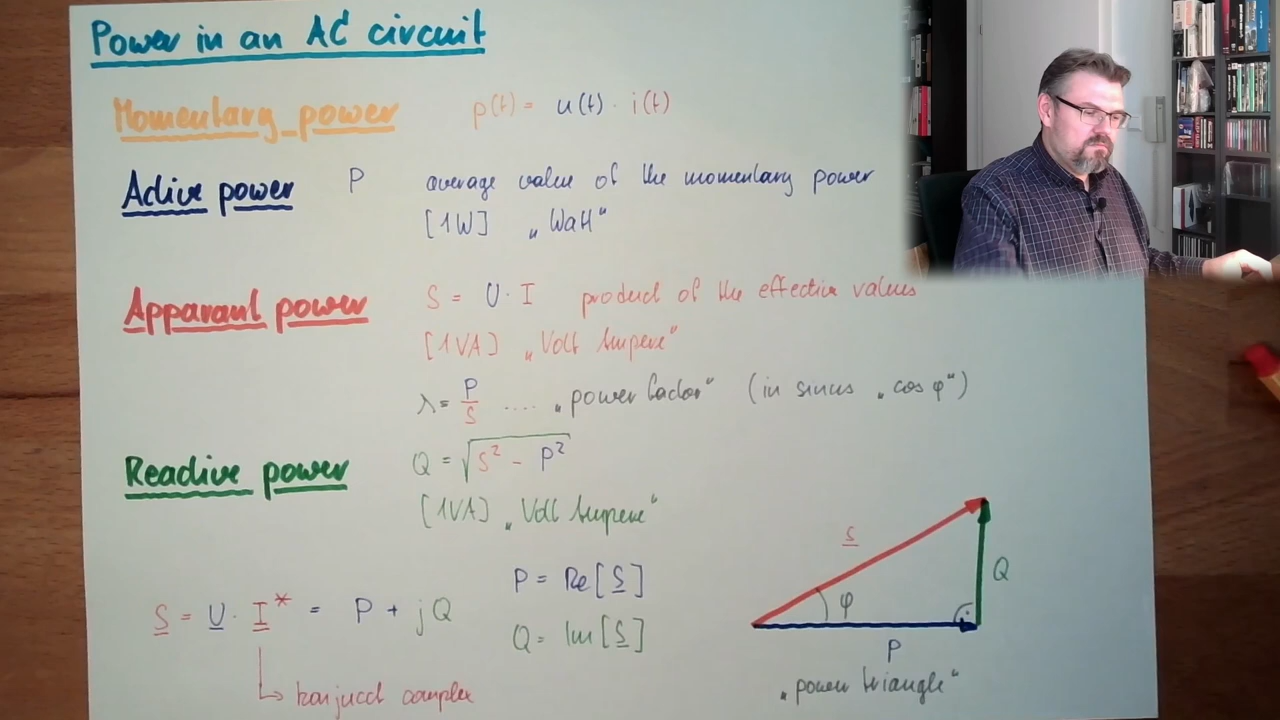 Power in an AC circuit
Momentary power p(t) = u(t) · i(t)
Active power P average value of the momentary power
[1W] „Watt“
Apparant power S = U · I product of the effective values
[1VA] „Volt Ampere“
λ = P/S .... „power factor“ (in sinus „cos φ“)
Reactive power Q = √(S² - P²)
[1VA] „Volt Ampere“
S
Q
φ
P = Re[S]
S = U · I* = P + jQ
Q = Im[S]
P
„power triangle“
konjucct complex